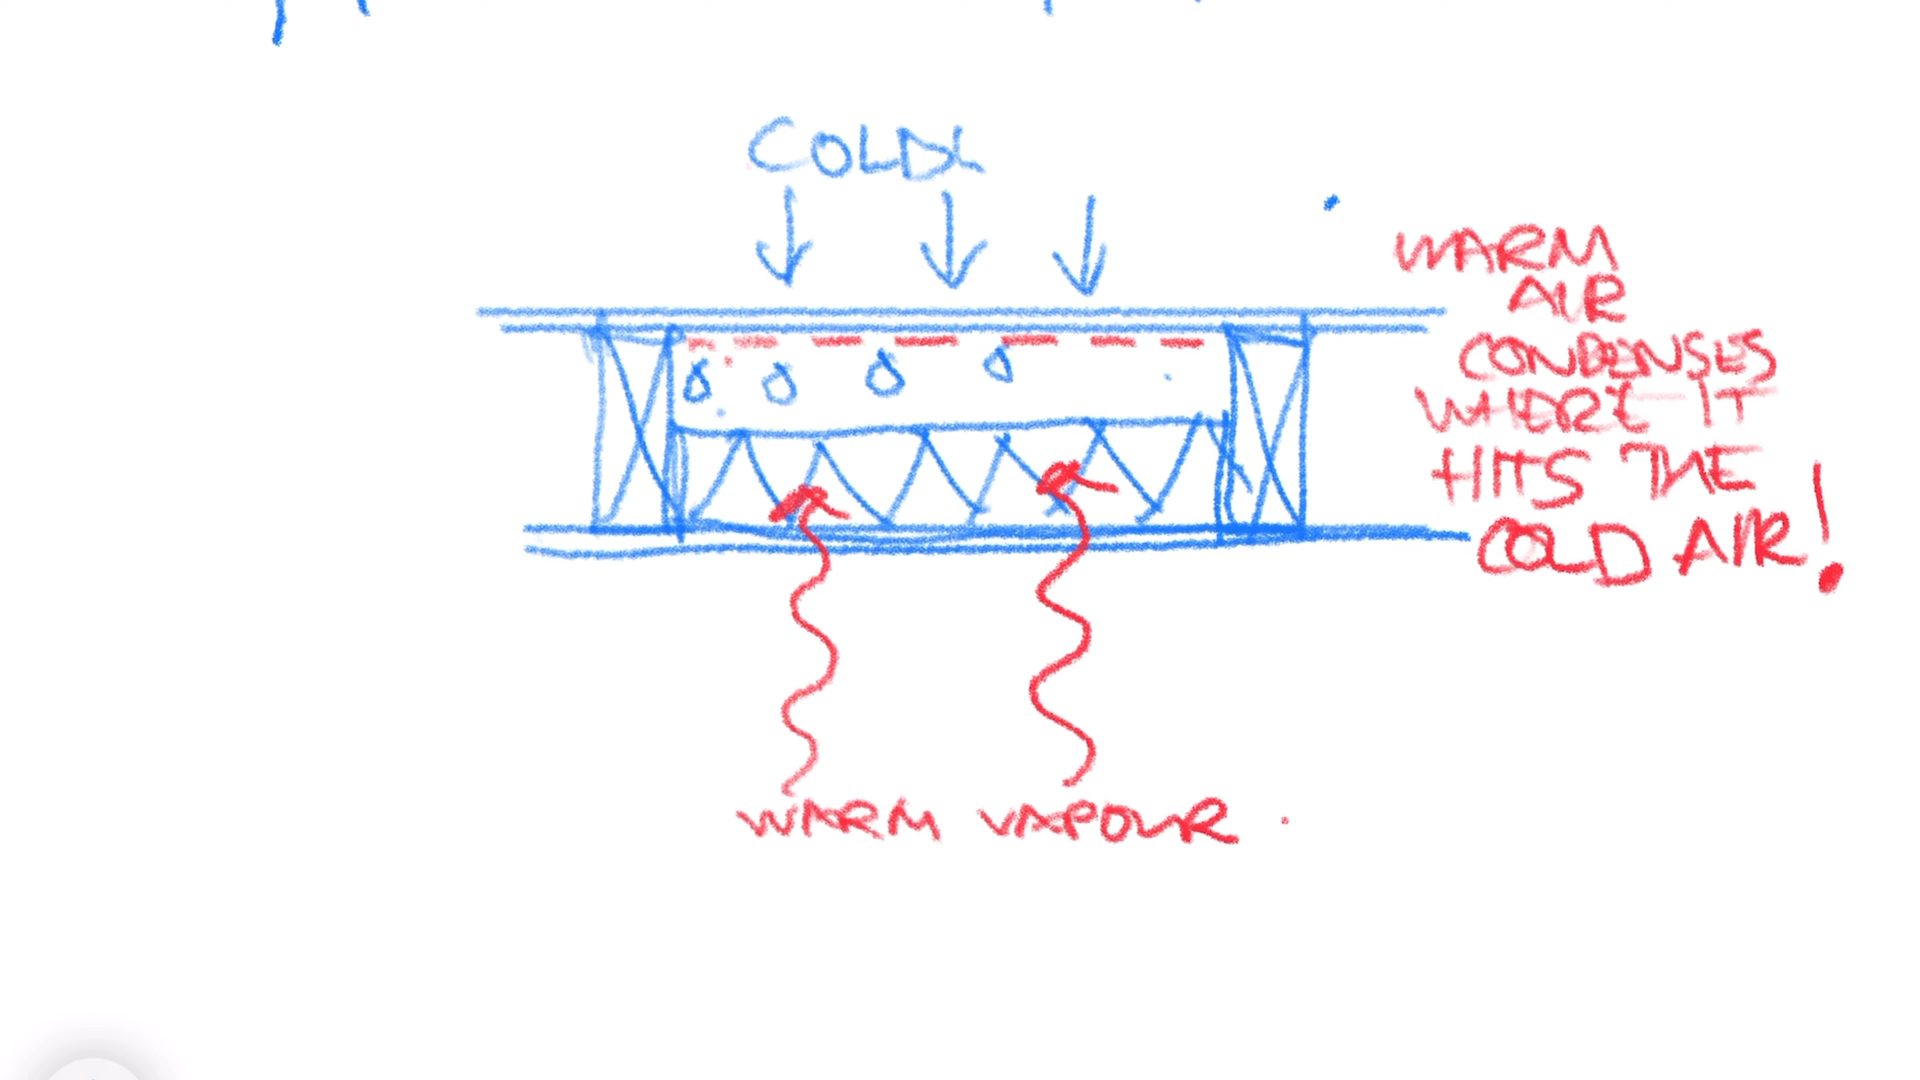 COLD
WARM
AIR
CONDENSES
WHERE IT
HITS THE
COLD AIR!
WARM VAPOUR